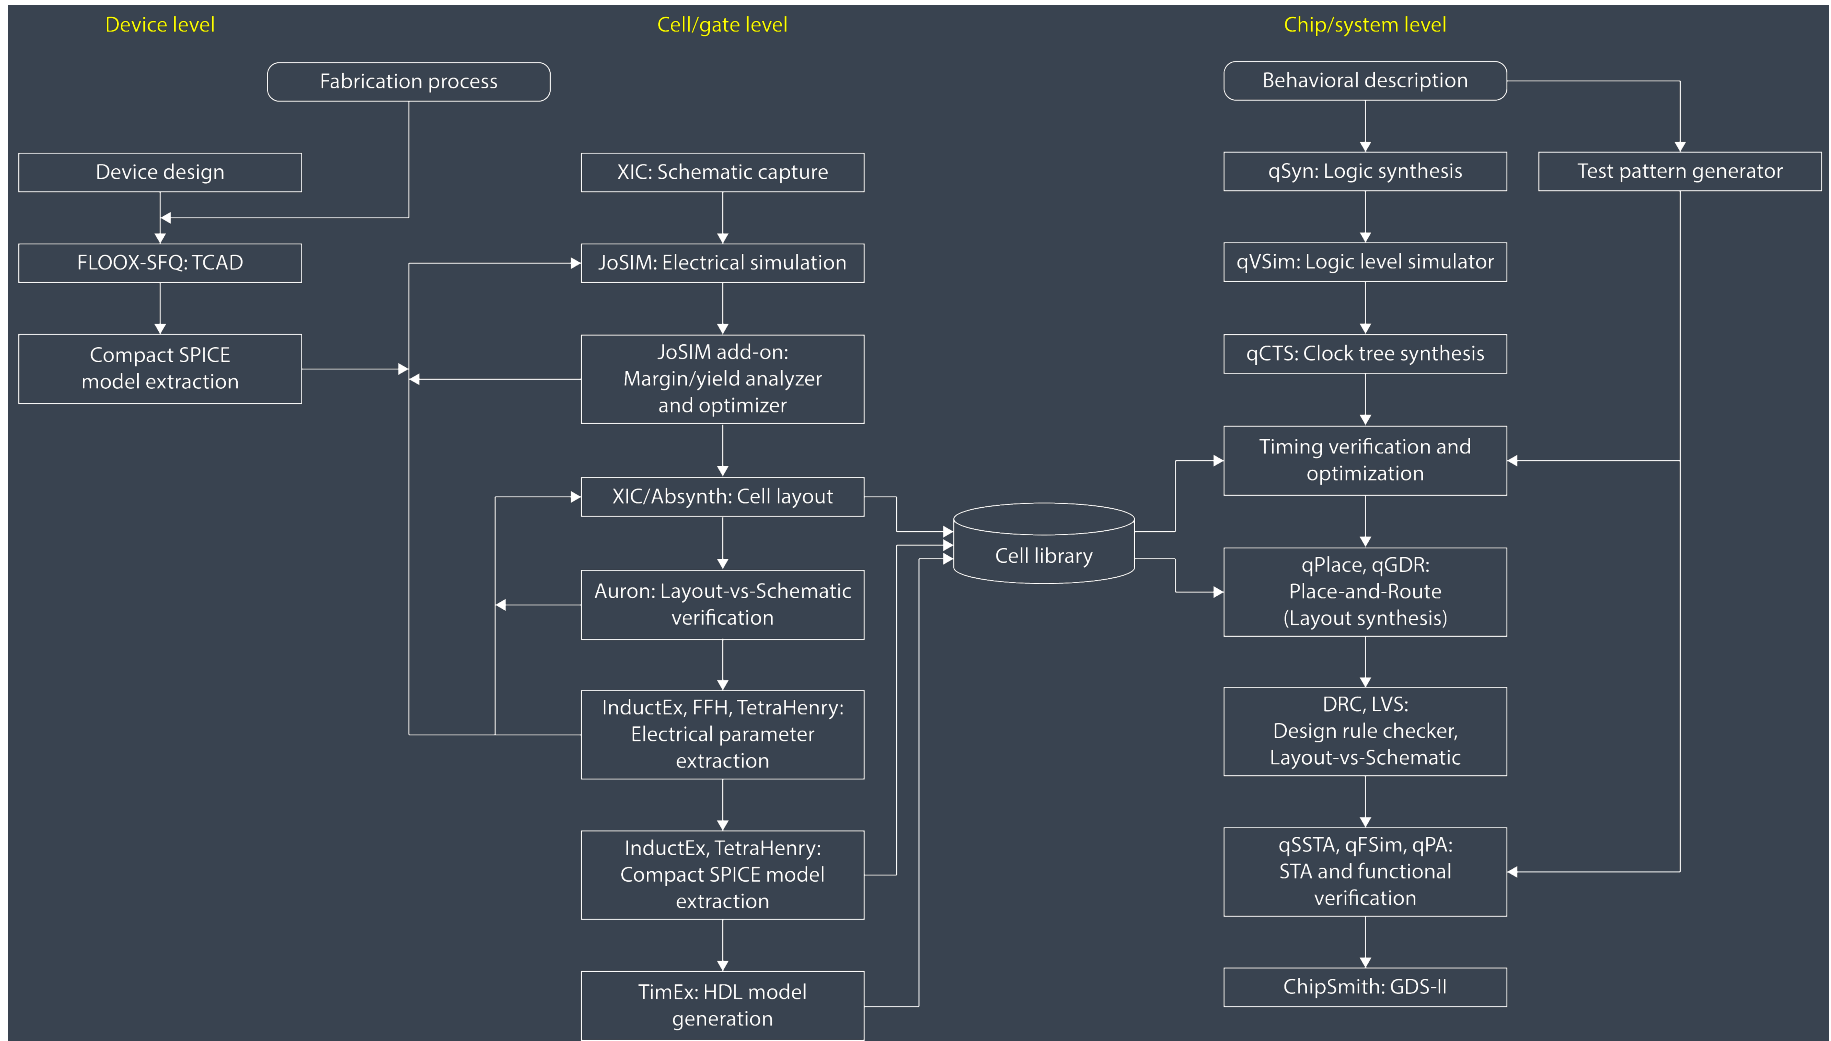 Device level
Cell/gate level
Chip/system level
Fabrication process
Behavioral description
Device design
XIC: Schematic capture
qSyn: Logic synthesis
Test pattern generator
FLOOX-SFQ: TCAD
JoSIM: Electrical simulation
qVSim: Logic level simulator
Compact SPICE
model extraction
JoSIM add-on:
Margin/yield analyzer
and optimizer
qCTS: Clock tree synthesis
Timing verification and
optimization
XIC/Absynth: Cell layout
Cell library
Auron: Layout-vs-Schematic
verification
qPlace, qGDR:
Place-and-Route
(Layout synthesis)
InductEx, FFH, TetraHenry:
Electrical parameter
extraction
DRC, LVS:
Design rule checker,
Layout-vs-Schematic
InductEx, TetraHenry:
Compact SPICE model
extraction
qSSTA, qFSim, qPA:
STA and functional
verification
TimEx: HDL model
generation
ChipSmith: GDS-II